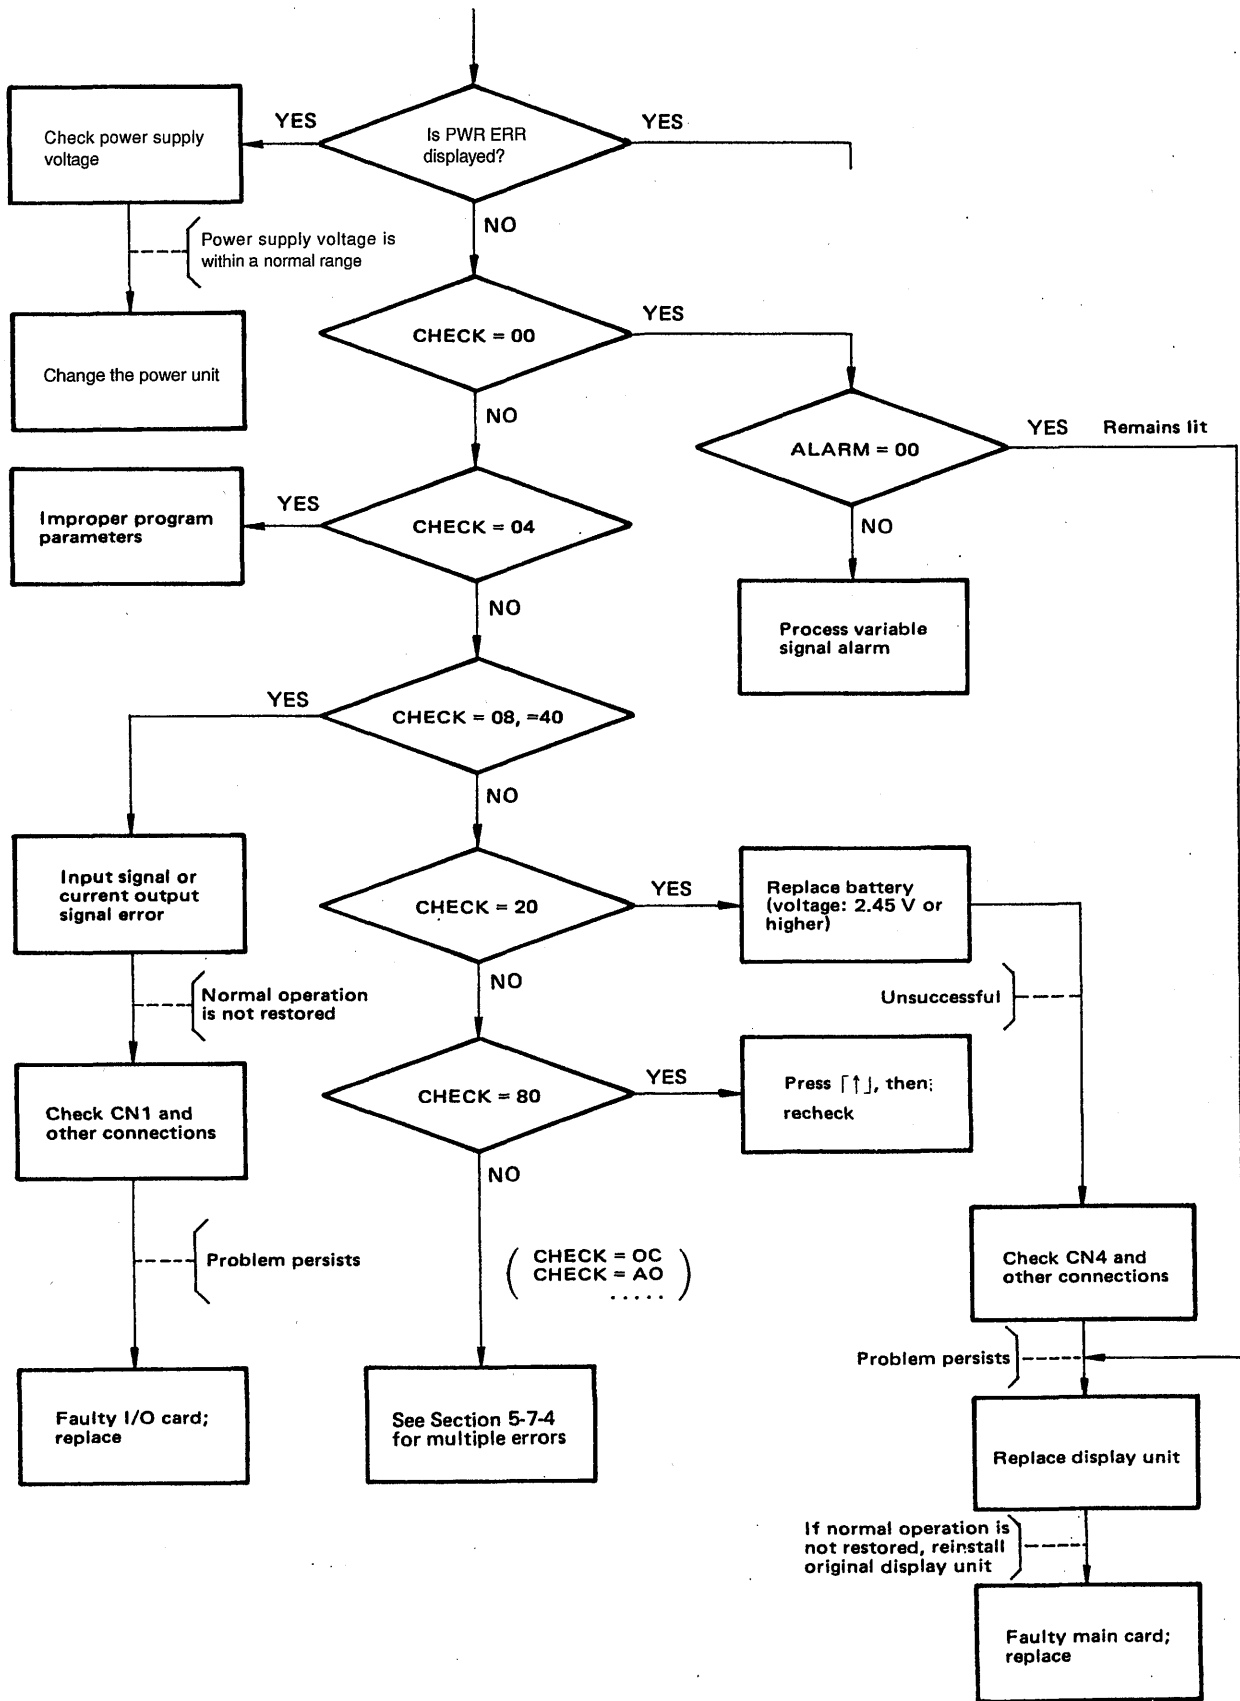 YES
YES
Check power supply
voltage
Is PWR ERR
displayed?
NO
Power supply voltage is
within a normal range
YES
CHECK = 00
Change the power unit
NO
YES Remains lit
ALARM = 00
YES
Improper program
parameters
CHECK = 04
NO
NO
Process variable
signal alarm
YES
CHECK = 08, =40
NO
Input signal or
current output
signal error
YES
CHECK = 20
Replace battery
(voltage: 2.45 V or
higher)
NO
Normal operation
is not restored
Unsuccessful
YES
CHECK = 80
Press ⌈↑⌋, then;
recheck
Check CN1 and
other connections
NO
Problem persists
( CHECK = OC
CHECK = AO
..... )
Check CN4 and
other connections
Problem persists
Faulty I/O card;
replace
See Section 5-7-4
for multiple errors
Replace display unit
If normal operation is
not restored, reinstall
original display unit
Faulty main card;
replace